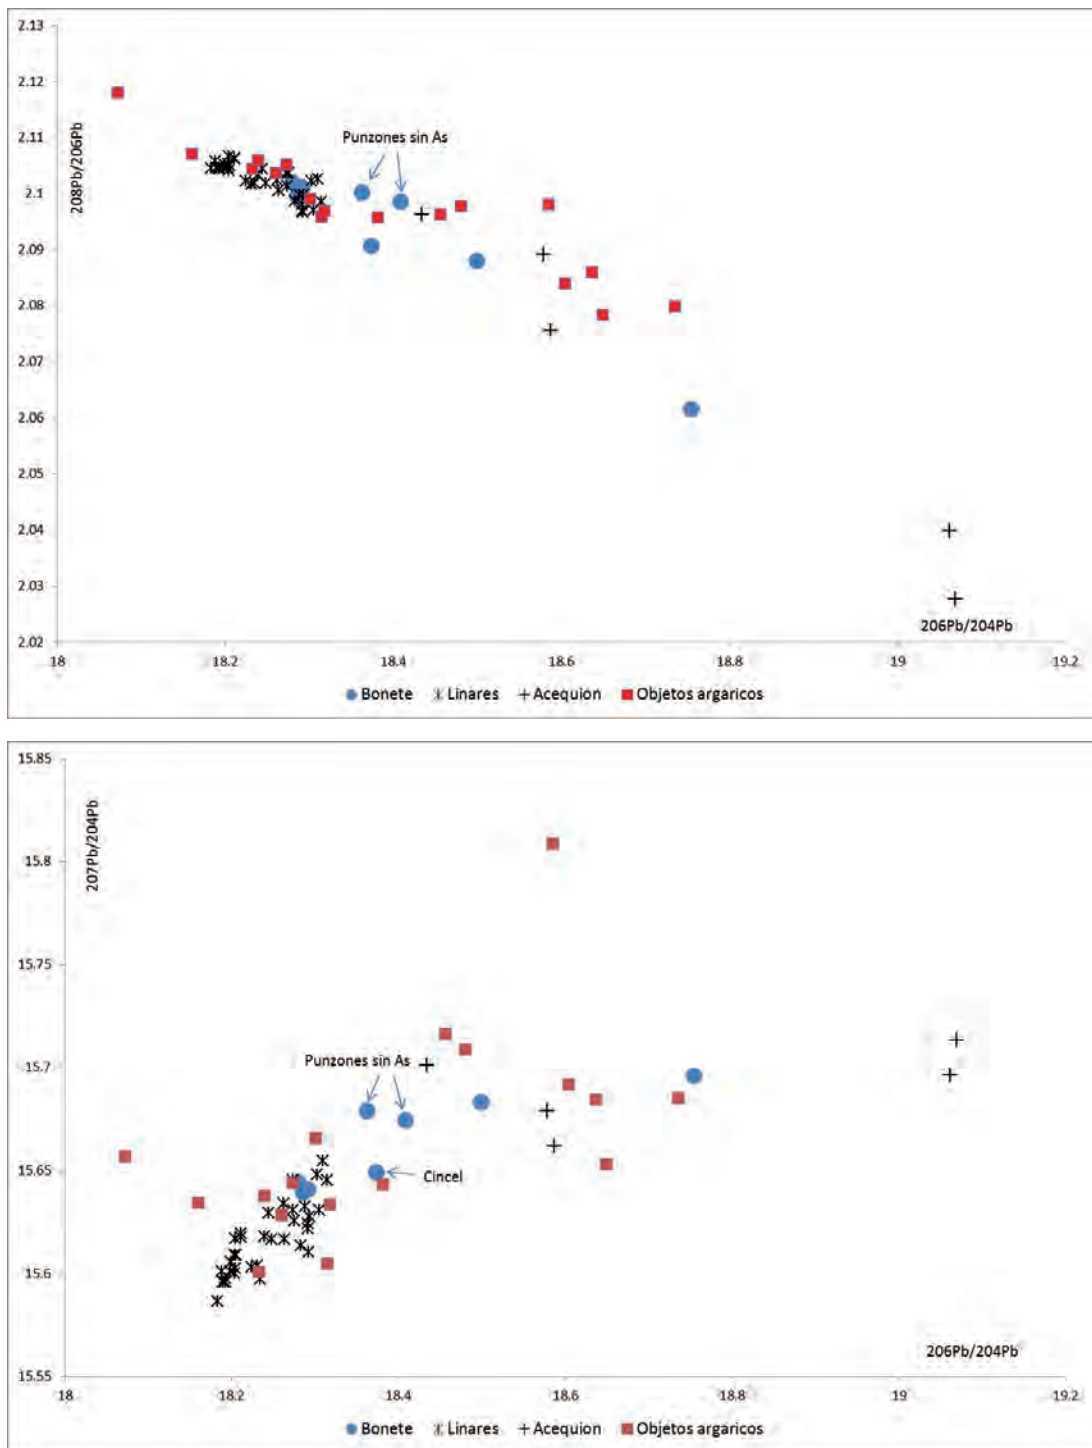 2.13
2.12
2.11
2.1
2.09
2.08
2.07
2.06
2.05
2.04
2.03
2.02
208Pb/206Pb
Punzones sin As
206Pb/204Pb
18 18.2 18.4 18.6 18.8 19 19.2
Bonete Linares Acequion Objetos argaricos
15.85
15.8
15.75
15.7
15.65
15.6
15.55
207Pb/204Pb
Punzones sin As
Cincel
206Pb/204Pb
18 18.2 18.4 18.6 18.8 19 19.2
Bonete Linares Acequion Objetos argaricos